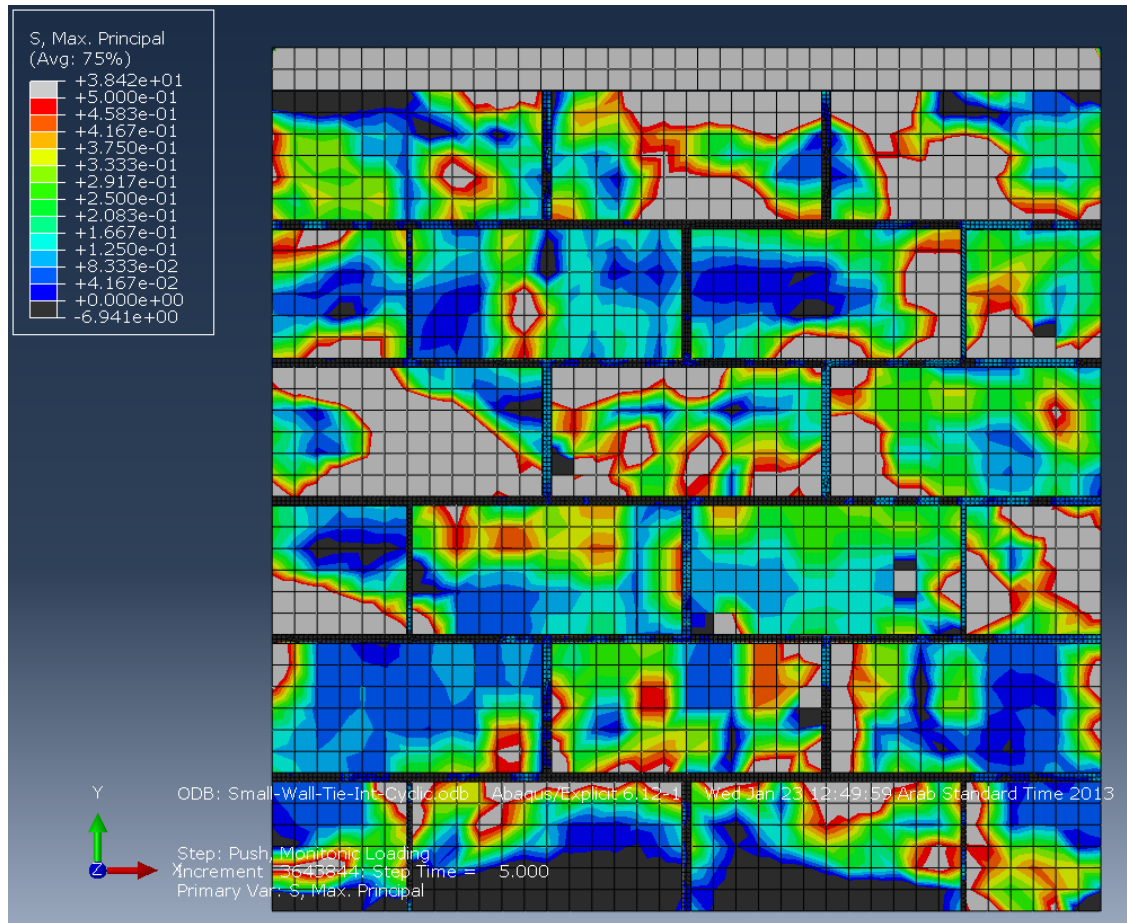 S, Max. Principal
(Avg: 75%)
+3.842e+01
+5.000e-01
+4.583e-01
+4.167e-01
+3.750e-01
+3.333e-01
+2.917e-01
+2.500e-01
+2.083e-01
+1.667e-01
+1.250e-01
+8.333e-02
+4.167e-02
+0.000e+00
-6.941e+00
Y
Z X
ODB: Small-Wall-Tie-Int-Cyclic.odb Abaqus/Explicit 6.12-1 Wed Jan 23 12:49:59 Arab Standard Time 2013
Step: Push, Monitonic Loading
Increment 3643844: Step Time = 5.000
Primary Var: S, Max. Principal